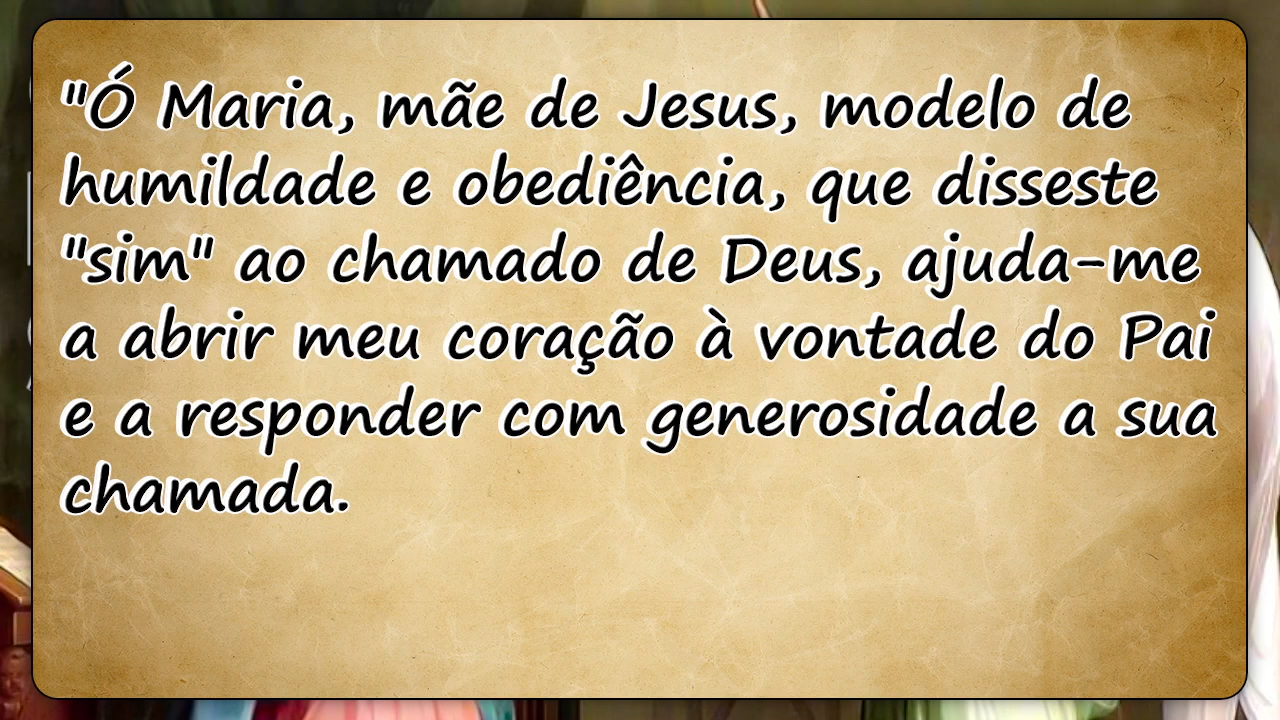 "Ó Maria, mãe de Jesus, modelo de
humildade e obediência, que disseste
"sim" ao chamado de Deus, ajuda-me
a abrir meu coração à vontade do Pai
e a responder com generosidade a sua
chamada.